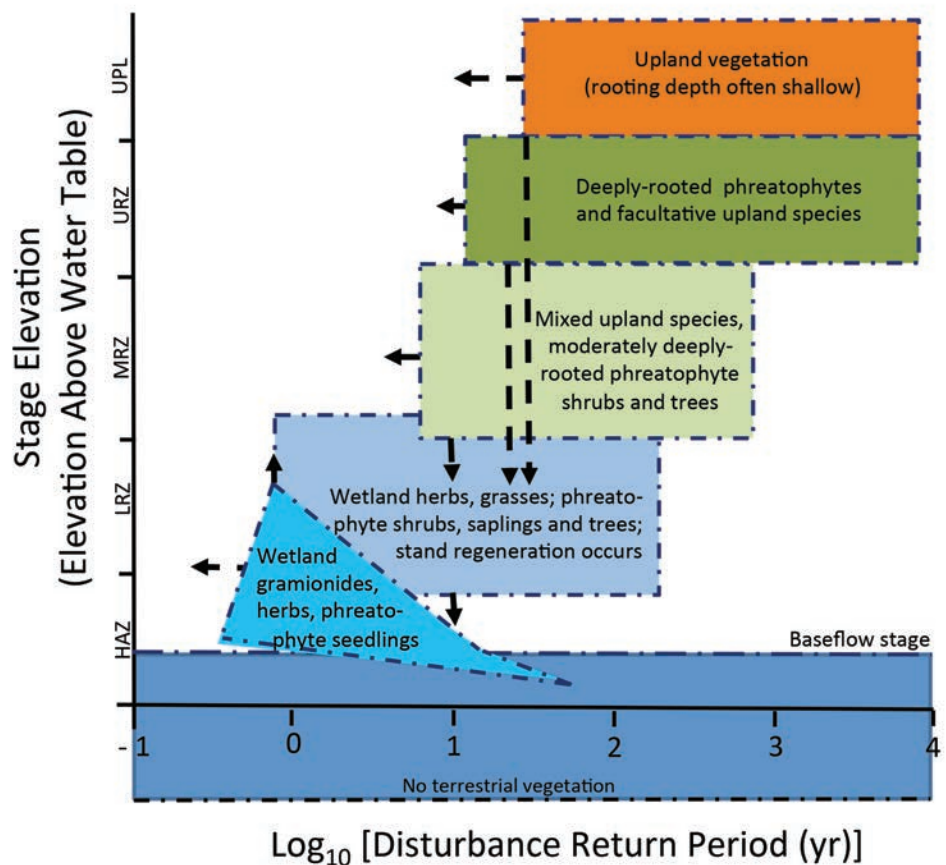 Stage Elevation
(Elevation Above Water Table)
UPL
URZ
MRZ
LRZ
HAZ
Upland vegetation
(rooting depth often shallow)
Deeply-rooted phreatophytes
and facultative upland species
Mixed upland species,
moderately deeply-
rooted phreatophyte
shrubs and trees
Wetland herbs, grasses; phreato-
phyte shrubs, saplings and trees;
stand regeneration occurs
Wetland
gramionides,
herbs, phreato-
phyte seedlings
Baseflow stage
-1 0 1 2 3 4
No terrestrial vegetation
Log₁₀ [Disturbance Return Period (yr)]